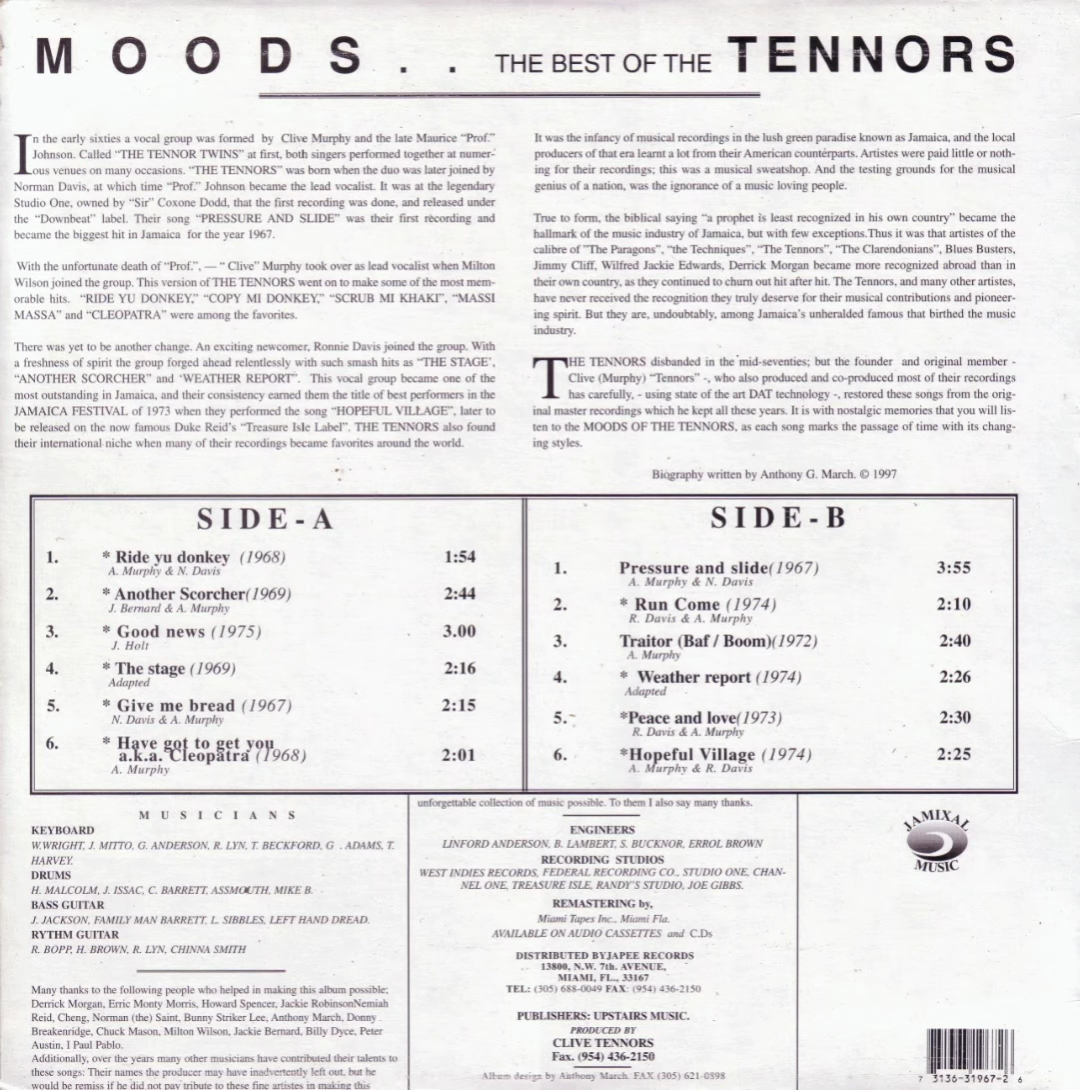 MOODS.. THE BEST OF THE TENNORS
In the early sixties a vocal group was formed by Clive Murphy and the late Maurice "Prof."
Johnson. Called "THE TENNOR TWINS" at first, both singers performed together at numer-
ous venues on many occasions. "THE TENNORS" was born when the duo was later joined by
Norman Davis, at which time "Prof." Johnson became the lead vocalist. It was at the legendary
Studio One, owned by "Sir" Coxone Dodd, that the first recording was done, and released under
the "Downbeat" label. Their song "PRESSURE AND SLIDE" was their first recording and
became the biggest hit in Jamaica for the year 1967.
With the unfortunate death of "Prof.", — " Clive" Murphy took over as lead vocalist when Milton
Wilson joined the group. This version of THE TENNORS went on to make some of the most mem-
orable hits. "RIDE YU DONKEY," "COPY MI DONKEY," "SCRUB MI KHAKI", "MASSI
MASSA" and "CLEOPATRA" were among the favorites.
There was yet to be another change. An exciting newcomer, Ronnie Davis joined the group. With
a freshness of spirit the group forged ahead relentlessly with such smash hits as "THE STAGE',
"ANOTHER SCORCHER" and 'WEATHER REPORT". This vocal group became one of the
most outstanding in Jamaica, and their consistency earned them the title of best performers in the
JAMAICA FESTIVAL of 1973 when they performed the song "HOPEFUL VILLAGE", later to
be released on the now famous Duke Reid's "Treasure Isle Label". THE TENNORS also found
their international niche when many of their recordings became favorites around the world.
It was the infancy of musical recordings in the lush green paradise known as Jamaica, and the local
producers of that era learnt a lot from their American counterparts. Artistes were paid little or noth-
ing for their recordings; this was a musical sweatshop. And the testing grounds for the musical
genius of a nation, was the ignorance of a music loving people.
True to form, the biblical saying "a prophet is least recognized in his own country" became the
hallmark of the music industry of Jamaica, but with few exceptions.Thus it was that artistes of the
calibre of "The Paragons", "the Techniques", "The Tennors", "The Clarendonians", Blues Busters,
Jimmy Cliff, Wilfred Jackie Edwards, Derrick Morgan became more recognized abroad than in
their own country, as they continued to churn out hit after hit. The Tennors, and many other artistes,
have never received the recognition they truly deserve for their musical contributions and pioneer-
ing spirit. But they are, undoubtably, among Jamaica's unheralded famous that birthed the music
industry.
THE TENNORS disbanded in the mid-seventies; but the founder and original member -
Clive (Murphy) "Tennors" -, who also produced and co-produced most of their recordings
has carefully, - using state of the art DAT technology -, restored these songs from the orig-
inal master recordings which he kept all these years. It is with nostalgic memories that you will lis-
ten to the MOODS OF THE TENNORS, as each song marks the passage of time with its chang-
ing styles.
Biography written by Anthony G. March. © 1997
SIDE-A
1. * Ride yu donkey (1968) 1:54
A. Murphy & N. Davis
2. * Another Scorcher(1969) 2:44
J. Bernard & A. Murphy
3. * Good news (1975) 3.00
J. Holt
4. * The stage (1969) 2:16
Adapted
5. * Give me bread (1967) 2:15
N. Davis & A. Murphy
6. * Have got to get you
a.k.a. Cleopatra (1968) 2:01
A. Murphy
SIDE-B
1. Pressure and slide(1967) 3:55
A. Murphy & N. Davis
2. * Run Come (1974) 2:10
R. Davis & A. Murphy
3. Traitor (Baf / Boom)(1972) 2:40
A. Murphy
4. * Weather report (1974) 2:26
Adapted
5. *Peace and love(1973) 2:30
R. Davis & A. Murphy
6. *Hopeful Village (1974) 2:25
A. Murphy & R. Davis
MUSICIANS
KEYBOARD
W.WRIGHT, J. MITTO, G. ANDERSON, R. LYN, T. BECKFORD, G . ADAMS, T.
HARVEY.
DRUMS
H. MALCOLM, J. ISSAC, C. BARRETT, ASSMOUTH, MIKE B.
BASS GUITAR
J. JACKSON, FAMILY MAN BARRETT, L. SIBBLES, LEFT HAND DREAD.
RYTHM GUITAR
R. BOPP, H. BROWN, R. LYN, CHINNA SMITH
Many thanks to the following people who helped in making this album possible;
Derrick Morgan, Erric Monty Morris, Howard Spencer, Jackie RobinsonNemiah
Reid, Cheng, Norman (the) Saint, Bunny Striker Lee, Anthony March, Donny
Breakenridge, Chuck Mason, Milton Wilson, Jackie Bernard, Billy Dyce, Peter
Austin, I Paul Pablo.
Additionally, over the years many other musicians have contributed their talents to
these songs: Their names the producer may have inadvertently left out, but he
would be remiss if he did not pay tribute to these fine artistes in making this
unforgettable collection of music possible. To them I also say many thanks.
ENGINEERS
LINFORD ANDERSON, B. LAMBERT, S. BUCKNOR, ERROL BROWN
RECORDING STUDIOS
WEST INDIES RECORDS, FEDERAL RECORDING CO., STUDIO ONE, CHAN-
NEL ONE, TREASURE ISLE, RANDY'S STUDIO, JOE GIBBS.
REMASTERING by,
Miami Tapes Inc., Miami Fla.
AVAILABLE ON AUDIO CASSETTES and C.Ds
DISTRIBUTED BYJAPEE RECORDS
13800, N.W. 7th. AVENUE,
MIAMI, FL., 33167
TEL: (305) 688-0049 FAX: (954) 436-2150
PUBLISHERS: UPSTAIRS MUSIC.
PRODUCED BY
CLIVE TENNORS
Fax. (954) 436-2150
Album design by Anthony March. FAX (305) 621-0898
JAMIXAL
MUSIC
7 3136-31967-2 6